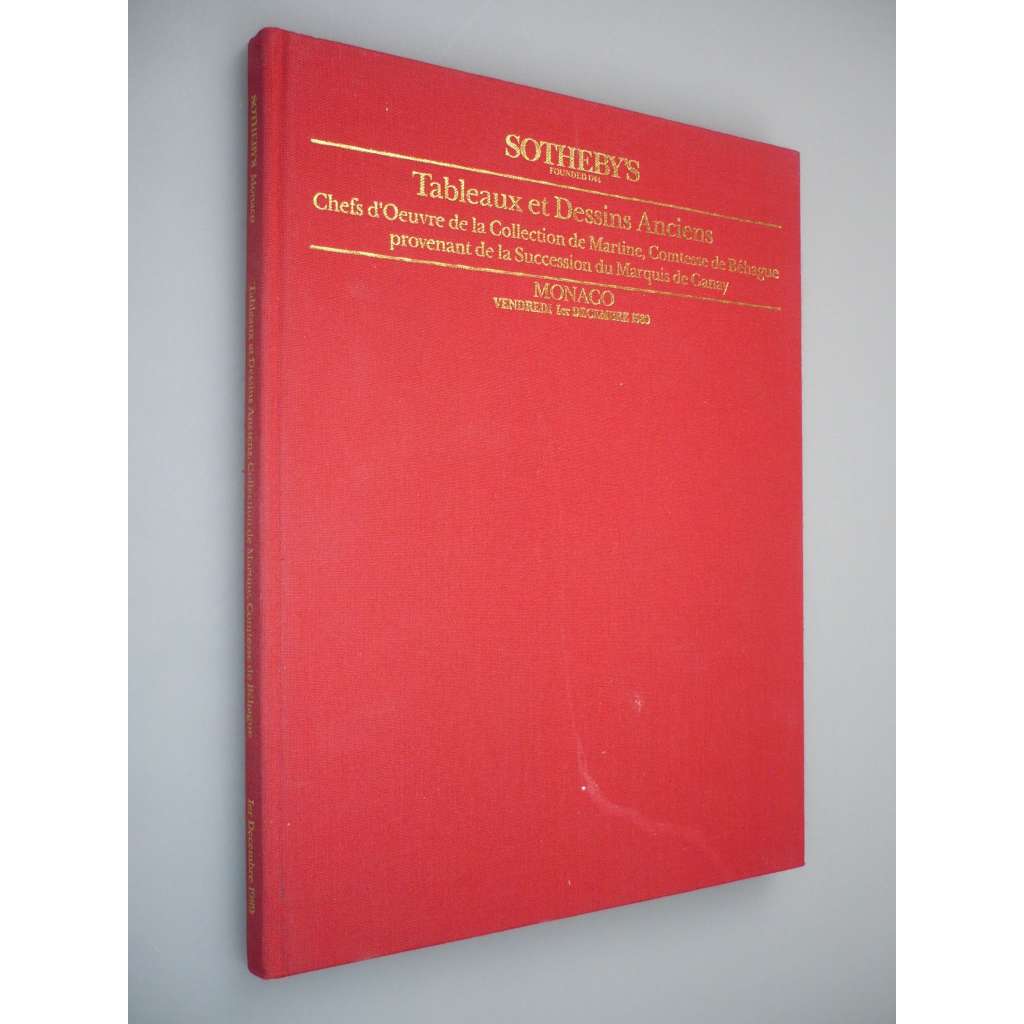 SOTHEBY'S
FOUNDED 1744
Tableaux et Dessins Anciens
Chefs d'Oeuvre de la Collection de Martine, Comtesse de Béhague
provenant de la Succession du Marquis de Ganay
MONACO
VENDREDI 1er DECEMBRE 1989
SOTHEBY'S Monaco Tableaux et Dessins Anciens, Collection de Martine, Comtesse de Béhague 1er Decembre 1989